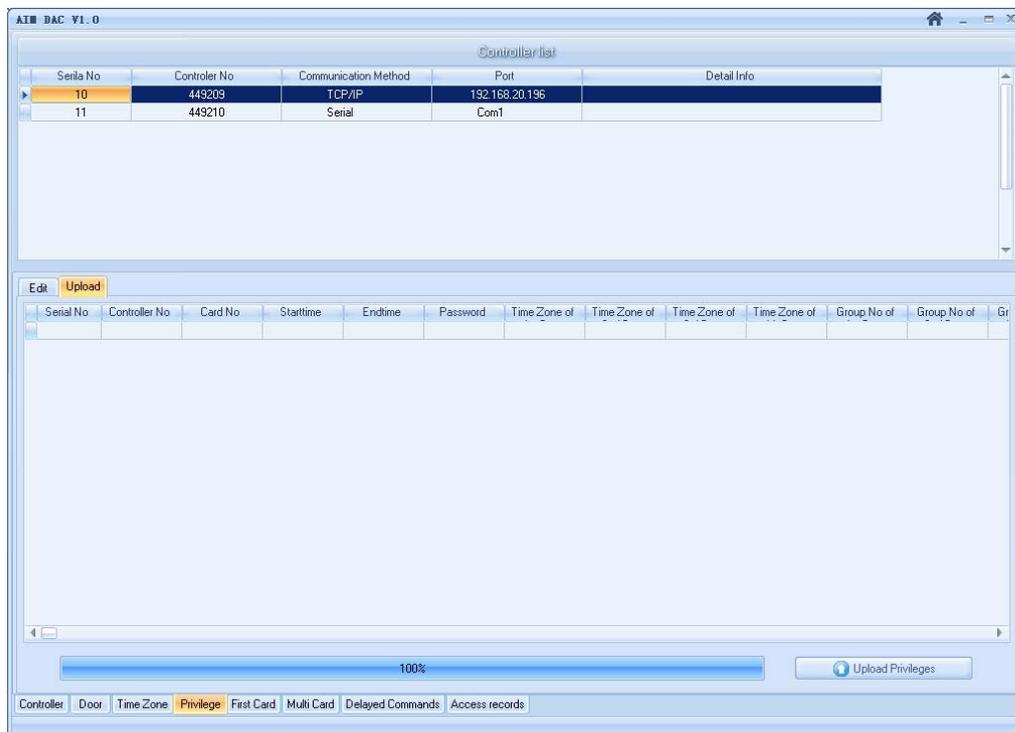 AIM DAC V1.0
Controller list
Serila No Controler No Communication Method Port Detail Info
10 449209 TCP/IP 192.168.20.196
11 449210 Serial Com1
Edit Upload
Serial No Controller No Card No Starttime Endtime Password Time Zone of Time Zone of Time Zone of Time Zone of Group No of Group No of Gr
100% Upload Privileges
Controller Door Time Zone Privilege First Card Multi Card Delayed Commands Access records